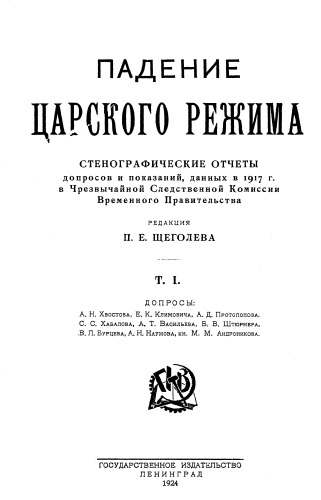 ПАДЕНИЕ
ЦАРСКОГО РЕЖИМА
СТЕНОГРАФИЧЕСКИЕ ОТЧЕТЫ
допросов и показаний, данных в 1917 г.
в Чрезвычайной Следственной Комиссии
Временного Правительства
РЕДАКЦИЯ
П. Е. ЩЕГОЛЕВА
Т. I.
ДОПРОСЫ:
А. Н. Хвостова, Е. К. Климовича, А. Д. Протопопова.
С. С. Хабалова, А. Т. Васильева, Б. В. Штюрмера,
В. Л. Бурцева, А. Н. Наумова, кн. М. М. Андроникова.
ГОСУДАРСТВЕННОЕ ИЗДАТЕЛЬСТВО
ЛЕНИНГРАД
1924